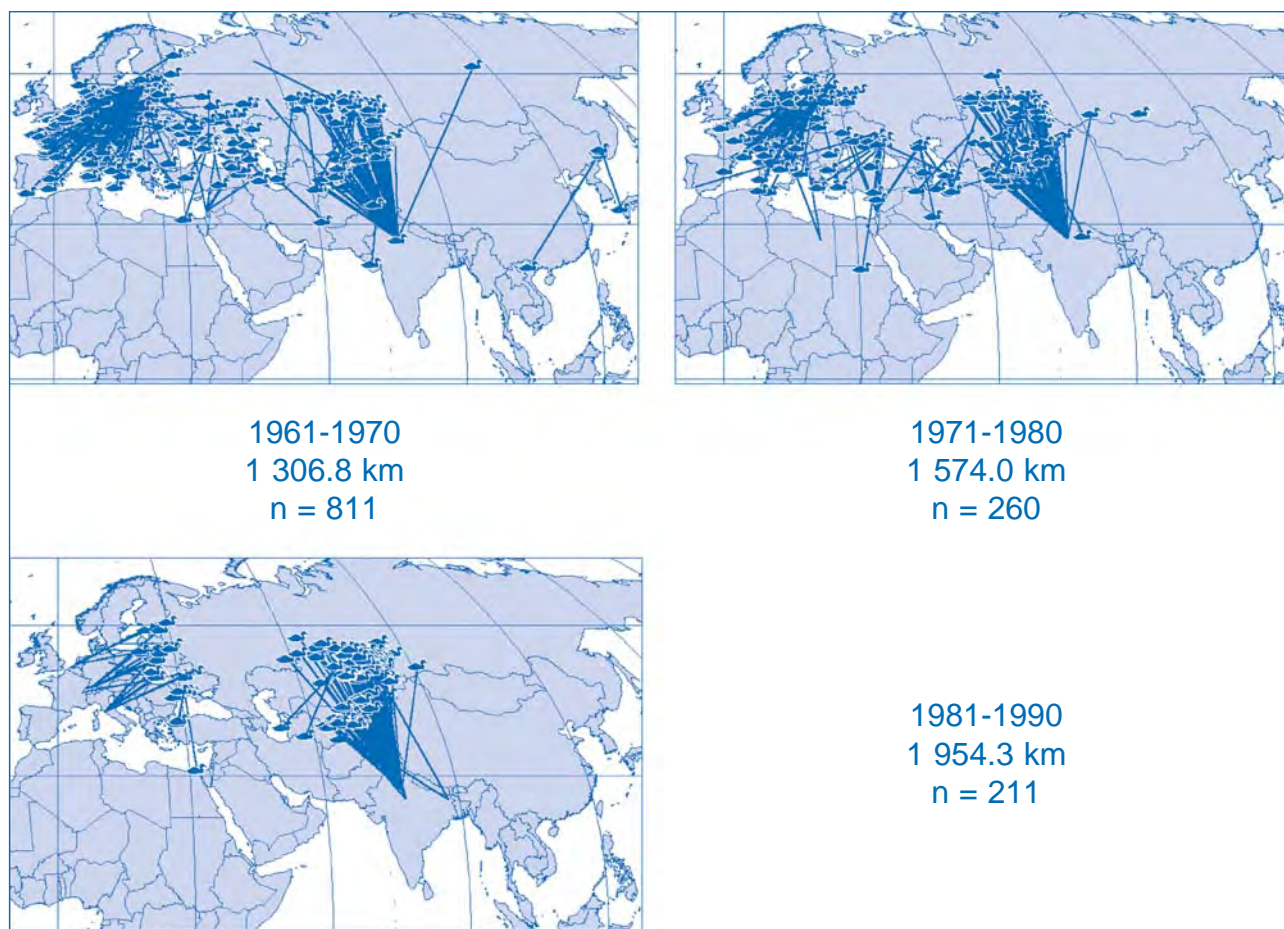 1961-1970
1 306.8 km
n = 811
1971-1980
1 574.0 km
n = 260
1981-1990
1 954.3 km
n = 211